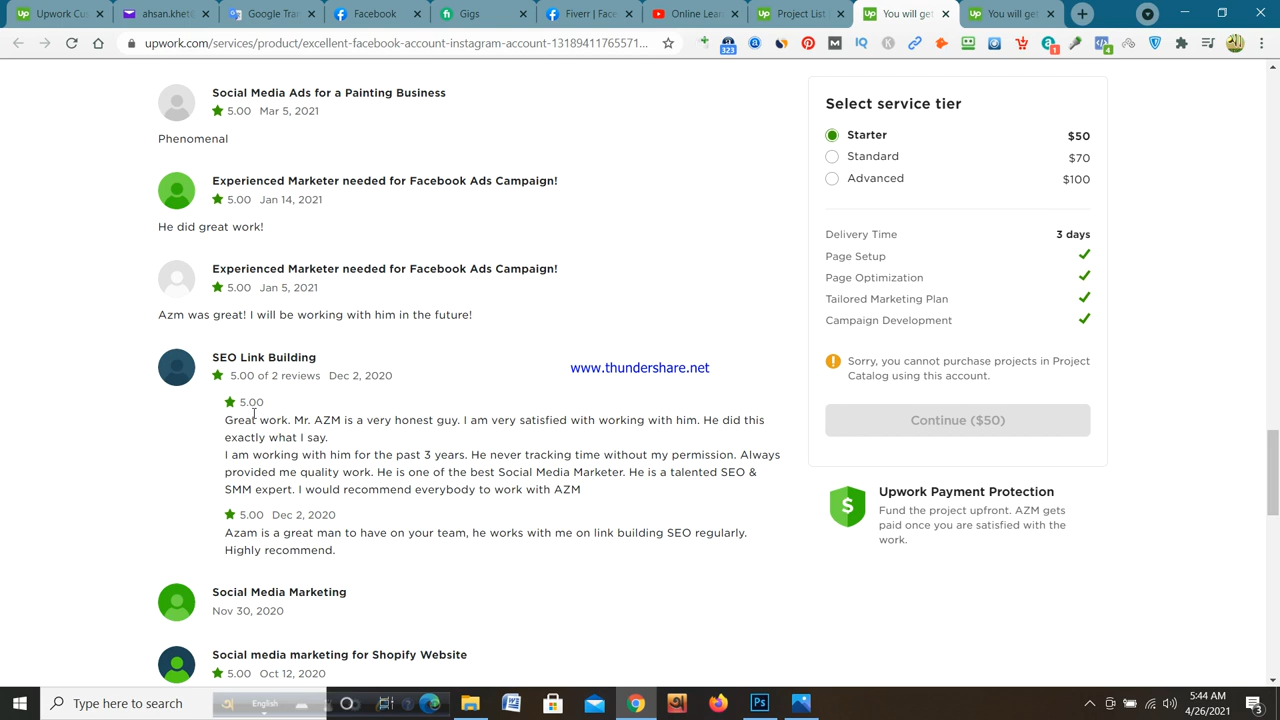 Upwork Cu
ahsan.khet
Google Tra
Facebook
Gigs
Fiverr | Face
Online Lear
Project List
You will get
You will get
upwork.com/services/product/excellent-facebook-account-instagram-account-13189411765571...
323
1
4
Social Media Ads for a Painting Business
5.00 Mar 5, 2021
Phenomenal
Experienced Marketer needed for Facebook Ads Campaign!
5.00 Jan 14, 2021
He did great work!
Experienced Marketer needed for Facebook Ads Campaign!
5.00 Jan 5, 2021
Azm was great! I will be working with him in the future!
SEO Link Building
5.00 of 2 reviews Dec 2, 2020
5.00
Great work. Mr. AZM is a very honest guy. I am very satisfied with working with him. He did this
exactly what I say.
I am working with him for the past 3 years. He never tracking time without my permission. Always
provided me quality work. He is one of the best Social Media Marketer. He is a talented SEO &
SMM expert. I would recommend everybody to work with AZM
5.00 Dec 2, 2020
Azam is a great man to have on your team, he works with me on link building SEO regularly.
Highly recommend.
Social Media Marketing
Nov 30, 2020
Social media marketing for Shopify Website
5.00 Oct 12, 2020
www.thundershare.net
Select service tier
Starter $50
Standard $70
Advanced $100
Delivery Time 3 days
Page Setup
Page Optimization
Tailored Marketing Plan
Campaign Development
Sorry, you cannot purchase projects in Project
Catalog using this account.
Continue ($50)
Upwork Payment Protection
Fund the project upfront. AZM gets
paid once you are satisfied with the
work.
Type here to search
English
5:44 AM
4/26/2021
3